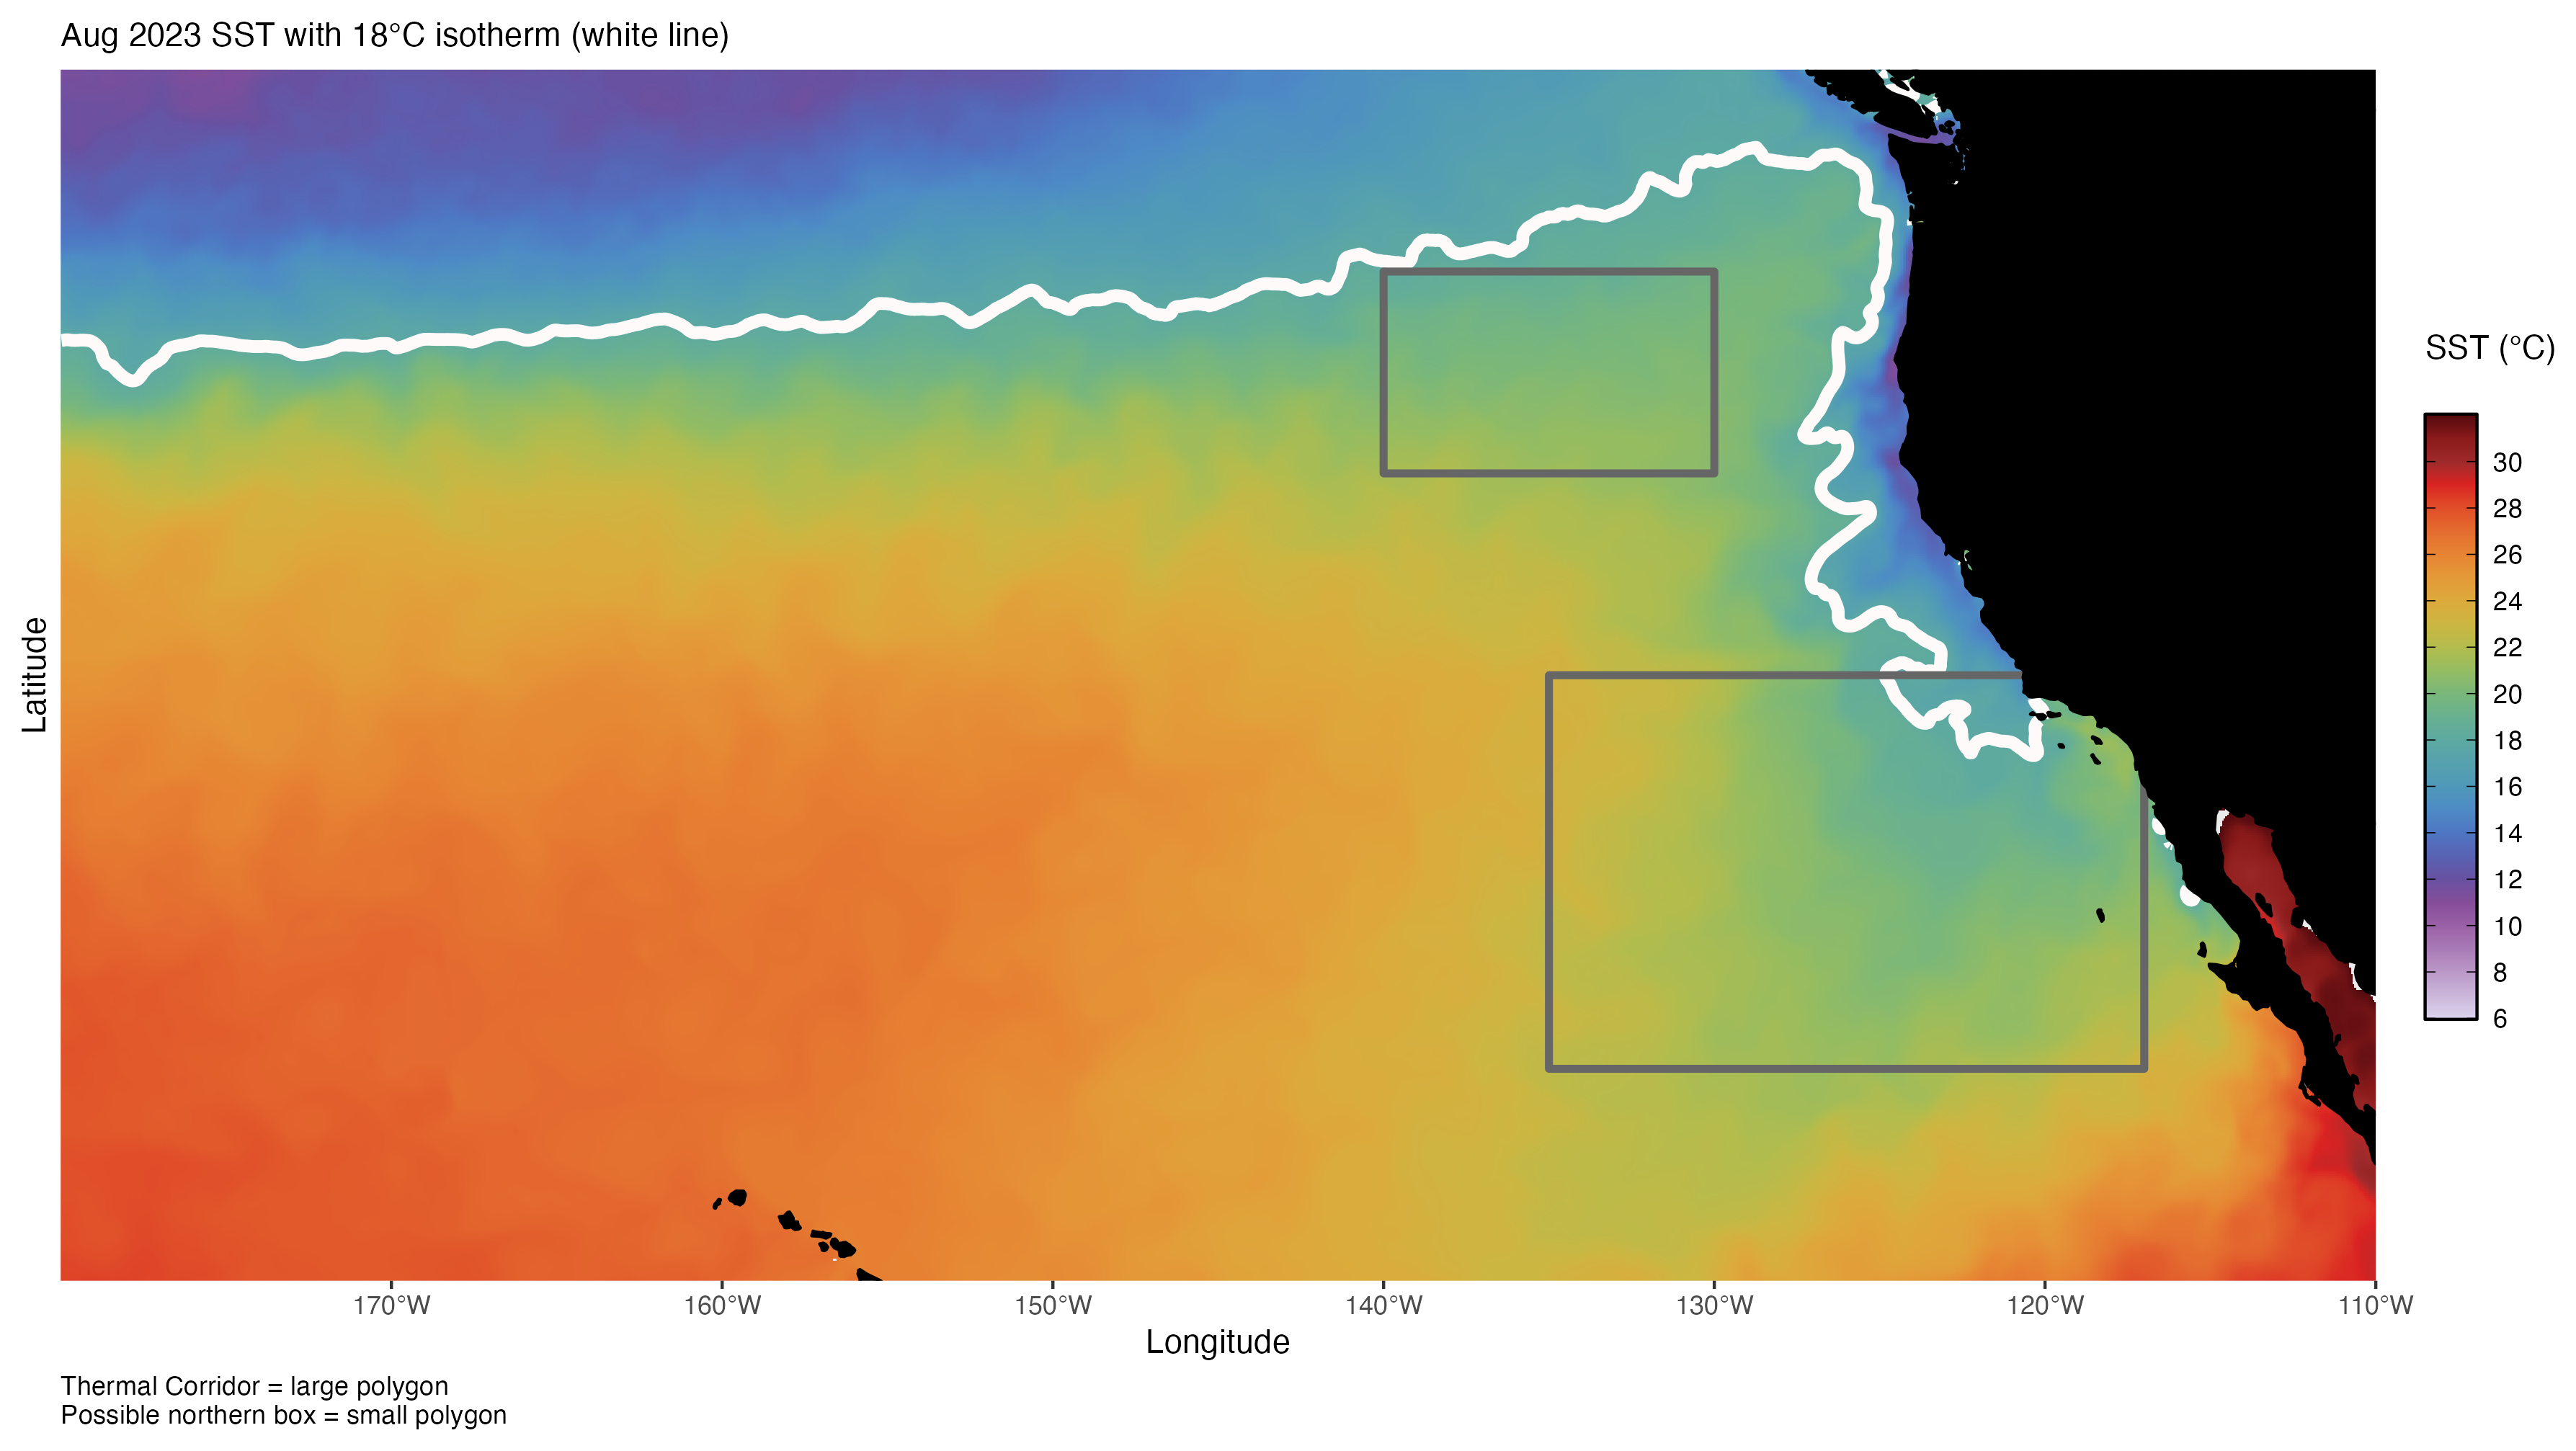 Aug 2023 SST with 18°C isotherm (white line)
SST (°C)
30
28
26
24
22
20
18
16
14
12
10
8
6
Latitude
170°W
160°W
150°W
140°W
130°W
120°W
110°W
Longitude
Thermal Corridor = large polygon
Possible northern box = small polygon